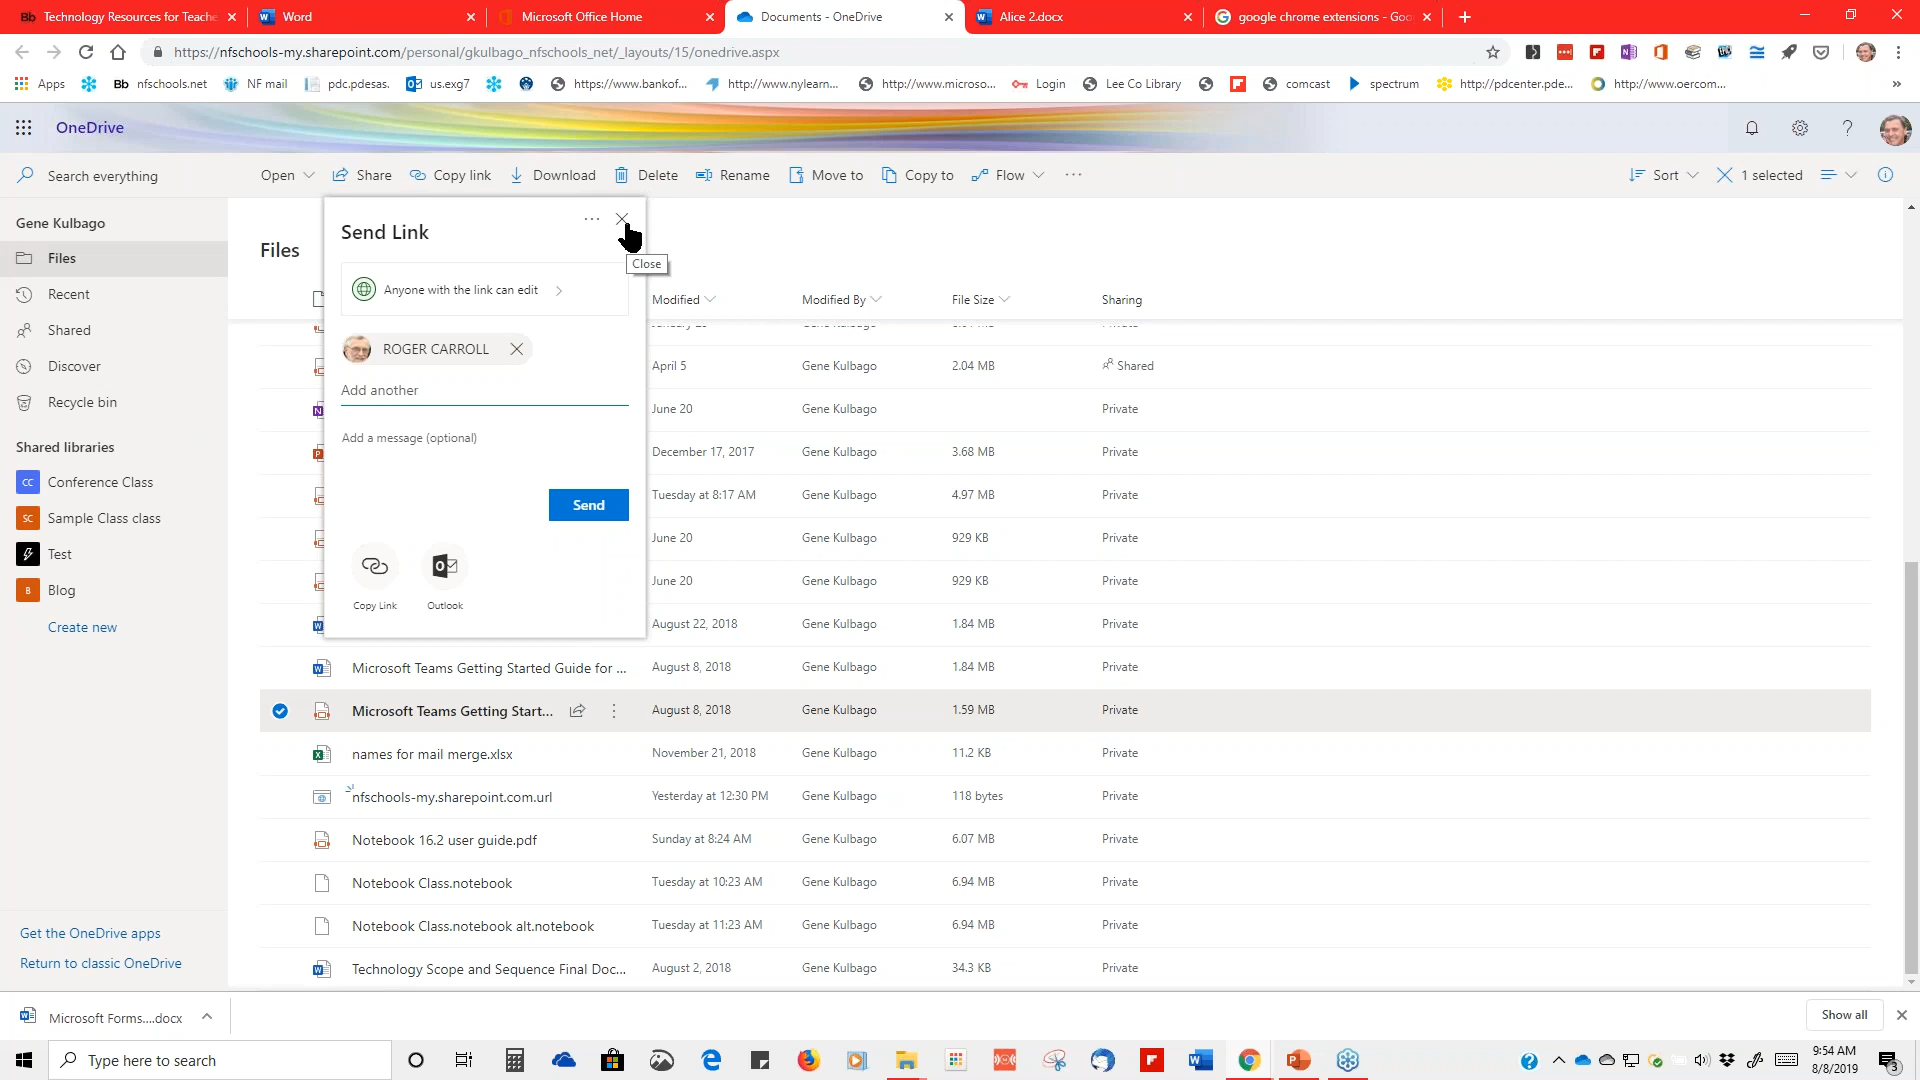 Bb Technology Resources for Teache
Word
Microsoft Office Home
Documents - OneDrive
Alice 2.docx
google chrome extensions - Goo
https://nfschools-my.sharepoint.com/personal/gkulbago_nfschools_net/_layouts/15/onedrive.aspx
Apps
Bb nfschools.net
NF mail
pdc.pdesas.
us.exg7
https://www.bankof...
http://www.nylearn...
http://www.microso...
Login
Lee Co Library
comcast
spectrum
http://pdcenter.pde...
http://www.oercom...
OneDrive
Search everything
Open
Share
Copy link
Download
Delete
Rename
Move to
Copy to
Flow
Sort
1 selected
Gene Kulbago
Files
Recent
Shared
Discover
Recycle bin
Shared libraries
CC Conference Class
SC Sample Class class
Test
B Blog
Create new
Get the OneDrive apps
Return to classic OneDrive
Files
Send Link
Close
Anyone with the link can edit
ROGER CARROLL
Add another
Add a message (optional)
Send
Copy Link
Outlook
Modified
Modified By
File Size
Sharing
April 5 Gene Kulbago 2.04 MB Shared
June 20 Gene Kulbago Private
December 17, 2017 Gene Kulbago 3.68 MB Private
Tuesday at 8:17 AM Gene Kulbago 4.97 MB Private
June 20 Gene Kulbago 929 KB Private
June 20 Gene Kulbago 929 KB Private
August 22, 2018 Gene Kulbago 1.84 MB Private
Microsoft Teams Getting Started Guide for ... August 8, 2018 Gene Kulbago 1.84 MB Private
Microsoft Teams Getting Start... August 8, 2018 Gene Kulbago 1.59 MB Private
names for mail merge.xlsx November 21, 2018 Gene Kulbago 11.2 KB Private
nfschools-my.sharepoint.com.url Yesterday at 12:30 PM Gene Kulbago 118 bytes Private
Notebook 16.2 user guide.pdf Sunday at 8:24 AM Gene Kulbago 6.07 MB Private
Notebook Class.notebook Tuesday at 10:23 AM Gene Kulbago 6.94 MB Private
Notebook Class.notebook alt.notebook Tuesday at 11:23 AM Gene Kulbago 6.94 MB Private
Technology Scope and Sequence Final Doc... August 2, 2018 Gene Kulbago 34.3 KB Private
Microsoft Forms....docx
Show all
Type here to search
9:54 AM
8/8/2019
3